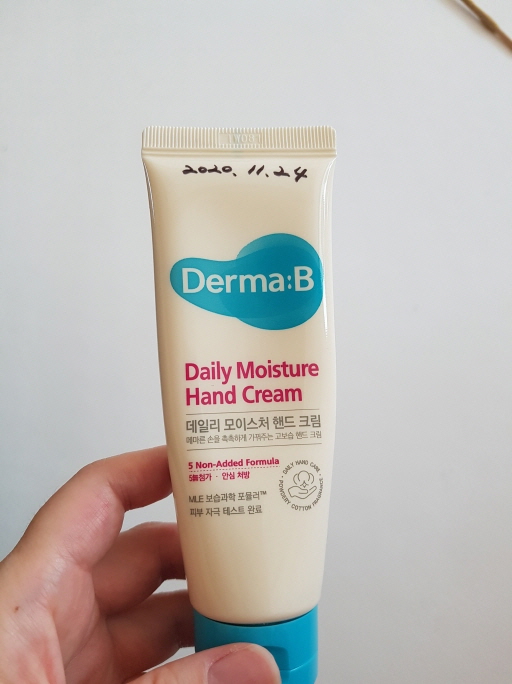 2020. 11. 24
Derma:B
Daily Moisture
Hand Cream
데일리 모이스처 핸드 크림
메마른 손을 촉촉하게 가꿔주는 고보습 핸드 크림
5 Non-Added Formula
5無첨가 · 안심 처방
MLE 보습과학 포뮬러™
피부 자극 테스트 완료
• DAILY HAND CARE •
POWDERY COTTON FRAGRANCE